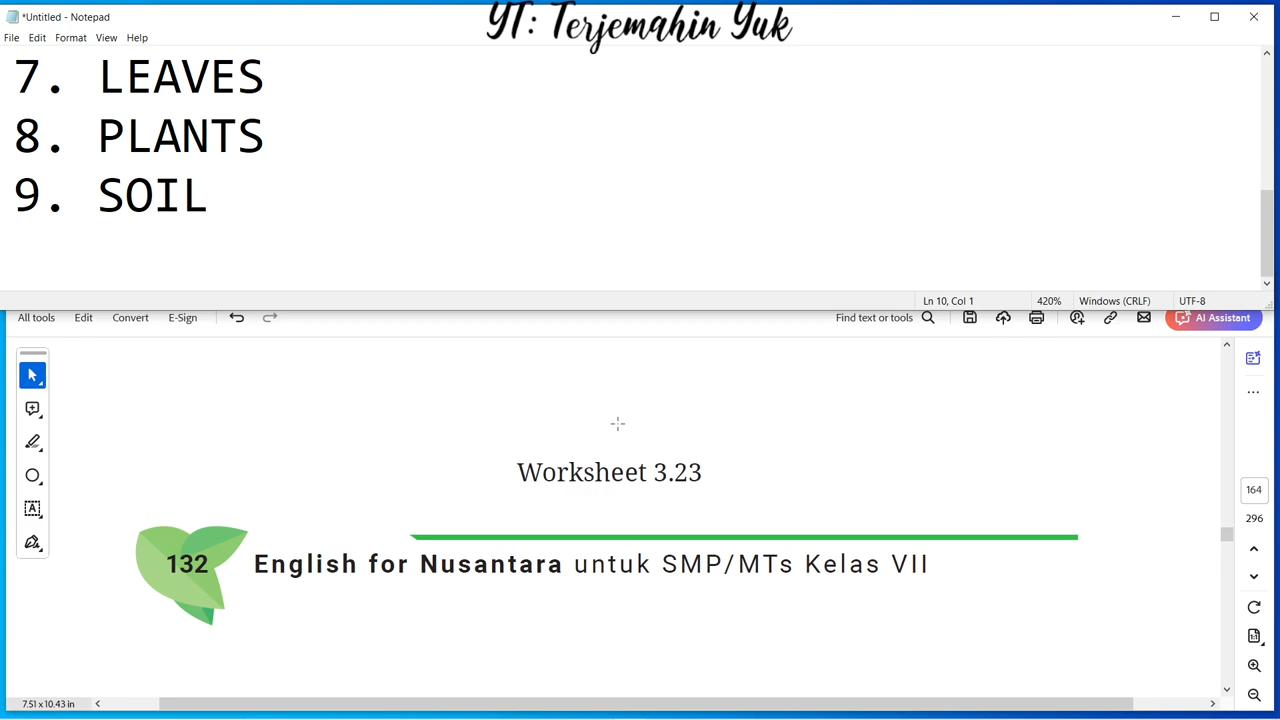 *Untitled - Notepad
YT: Terjemahin Yuk
File Edit Format View Help
7. LEAVES
8. PLANTS
9. SOIL
Ln 10, Col 1 420% Windows (CRLF) UTF-8
All tools Edit Convert E-Sign Find text or tools AI Assistant
Worksheet 3.23
164
296
132 English for Nusantara untuk SMP/MTs Kelas VII
7.51 x 10.43 in